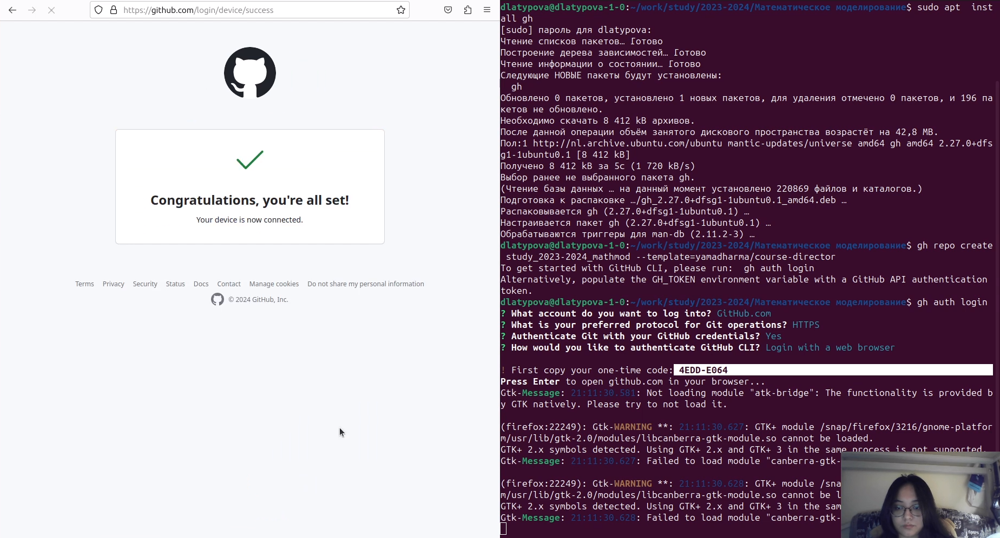 https://github.com/login/device/success
Congratulations, you're all set!
Your device is now connected.
Terms Privacy Security Status Docs Contact Manage cookies Do not share my personal information
© 2024 GitHub, Inc.
dlatypova@dlatypova-1-0:~/work/study/2023-2024/Математическое моделирование$ sudo apt  inst
all gh
[sudo] пароль для dlatypova:
Чтение списков пакетов… Готово
Построение дерева зависимостей… Готово
Чтение информации о состоянии… Готово
Следующие НОВЫЕ пакеты будут установлены:
  gh
Обновлено 0 пакетов, установлено 1 новых пакетов, для удаления отмечено 0 пакетов, и 196 па
кетов не обновлено.
Необходимо скачать 8 412 kB архивов.
После данной операции объём занятого дискового пространства возрастёт на 42,8 MB.
Пол:1 http://nl.archive.ubuntu.com/ubuntu mantic-updates/universe amd64 gh amd64 2.27.0+dfs
g1-1ubuntu0.1 [8 412 kB]
Получено 8 412 kB за 5с (1 720 kB/s)
Выбор ранее не выбранного пакета gh.
(Чтение базы данных … на данный момент установлено 220869 файлов и каталогов.)
Подготовка к распаковке …/gh_2.27.0+dfsg1-1ubuntu0.1_amd64.deb …
Распаковывается gh (2.27.0+dfsg1-1ubuntu0.1) …
Настраивается пакет gh (2.27.0+dfsg1-1ubuntu0.1) …
Обрабатываются триггеры для man-db (2.11.2-3) …
dlatypova@dlatypova-1-0:~/work/study/2023-2024/Математическое моделирование$ gh repo create
 study_2023-2024_mathmod --template=yamadharma/course-director
To get started with GitHub CLI, please run:  gh auth login
Alternatively, populate the GH_TOKEN environment variable with a GitHub API authentication
token.
dlatypova@dlatypova-1-0:~/work/study/2023-2024/Математическое моделирование$ gh auth login
? What account do you want to log into? GitHub.com
? What is your preferred protocol for Git operations? HTTPS
? Authenticate Git with your GitHub credentials? Yes
? How would you like to authenticate GitHub CLI? Login with a web browser
! First copy your one-time code: 4EDD-E064
Press Enter to open github.com in your browser...
Gtk-Message: 21:11:30.581: Not loading module "atk-bridge": The functionality is provided b
y GTK natively. Please try to not load it.
(firefox:22249): Gtk-WARNING **: 21:11:30.627: GTK+ module /snap/firefox/3216/gnome-platfor
m/usr/lib/gtk-2.0/modules/libcanberra-gtk-module.so cannot be loaded.
GTK+ 2.x symbols detected. Using GTK+ 2.x and GTK+ 3 in the same process is not supported.
Gtk-Message: 21:11:30.627: Failed to load module "canberra-gtk-
(firefox:22249): Gtk-WARNING **: 21:11:30.628: GTK+ module /sna
m/usr/lib/gtk-2.0/modules/libcanberra-gtk-module.so cannot be l
GTK+ 2.x symbols detected. Using GTK+ 2.x and GTK+ 3 in the sam
Gtk-Message: 21:11:30.628: Failed to load module "canberra-gtk-